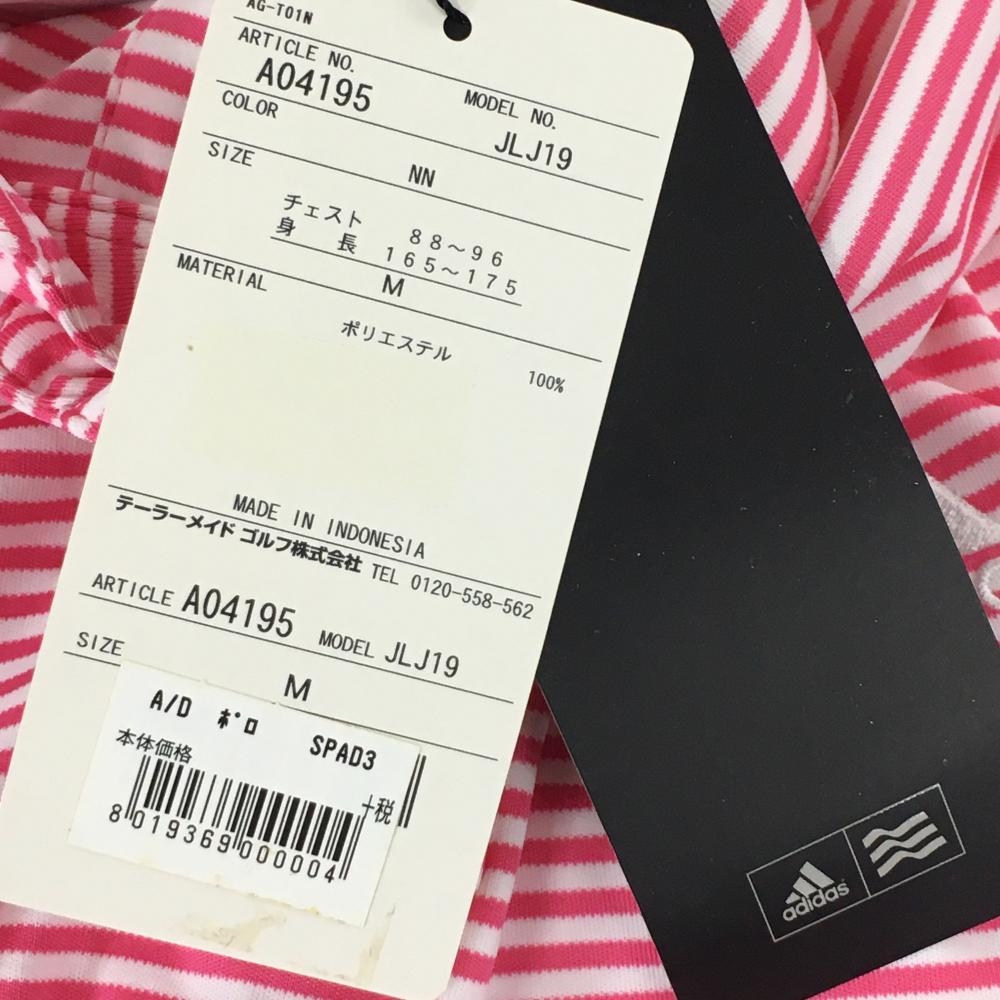 AG-T01N
ARTICLE NO.
A04195
MODEL NO.
JLJ19
COLOR
NN
SIZE
チェスト 88～96
身 長 165～175
M
MATERIAL
ポリエステル
100%
MADE IN INDONESIA
テーラーメイド ゴルフ株式会社 TEL 0120-558-562
ARTICLE A04195 MODEL JLJ19
SIZE
M
A/D ﾎﾟﾛ SPAD3
本体価格
+税
8019369000004
adidas